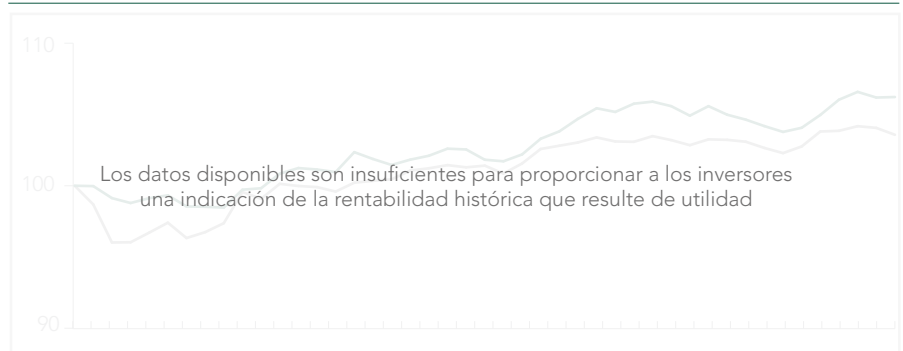 110
Los datos disponibles son insuficientes para proporcionar a los inversores
100
una indicación de la rentabilidad histórica que resulte de utilidad
90